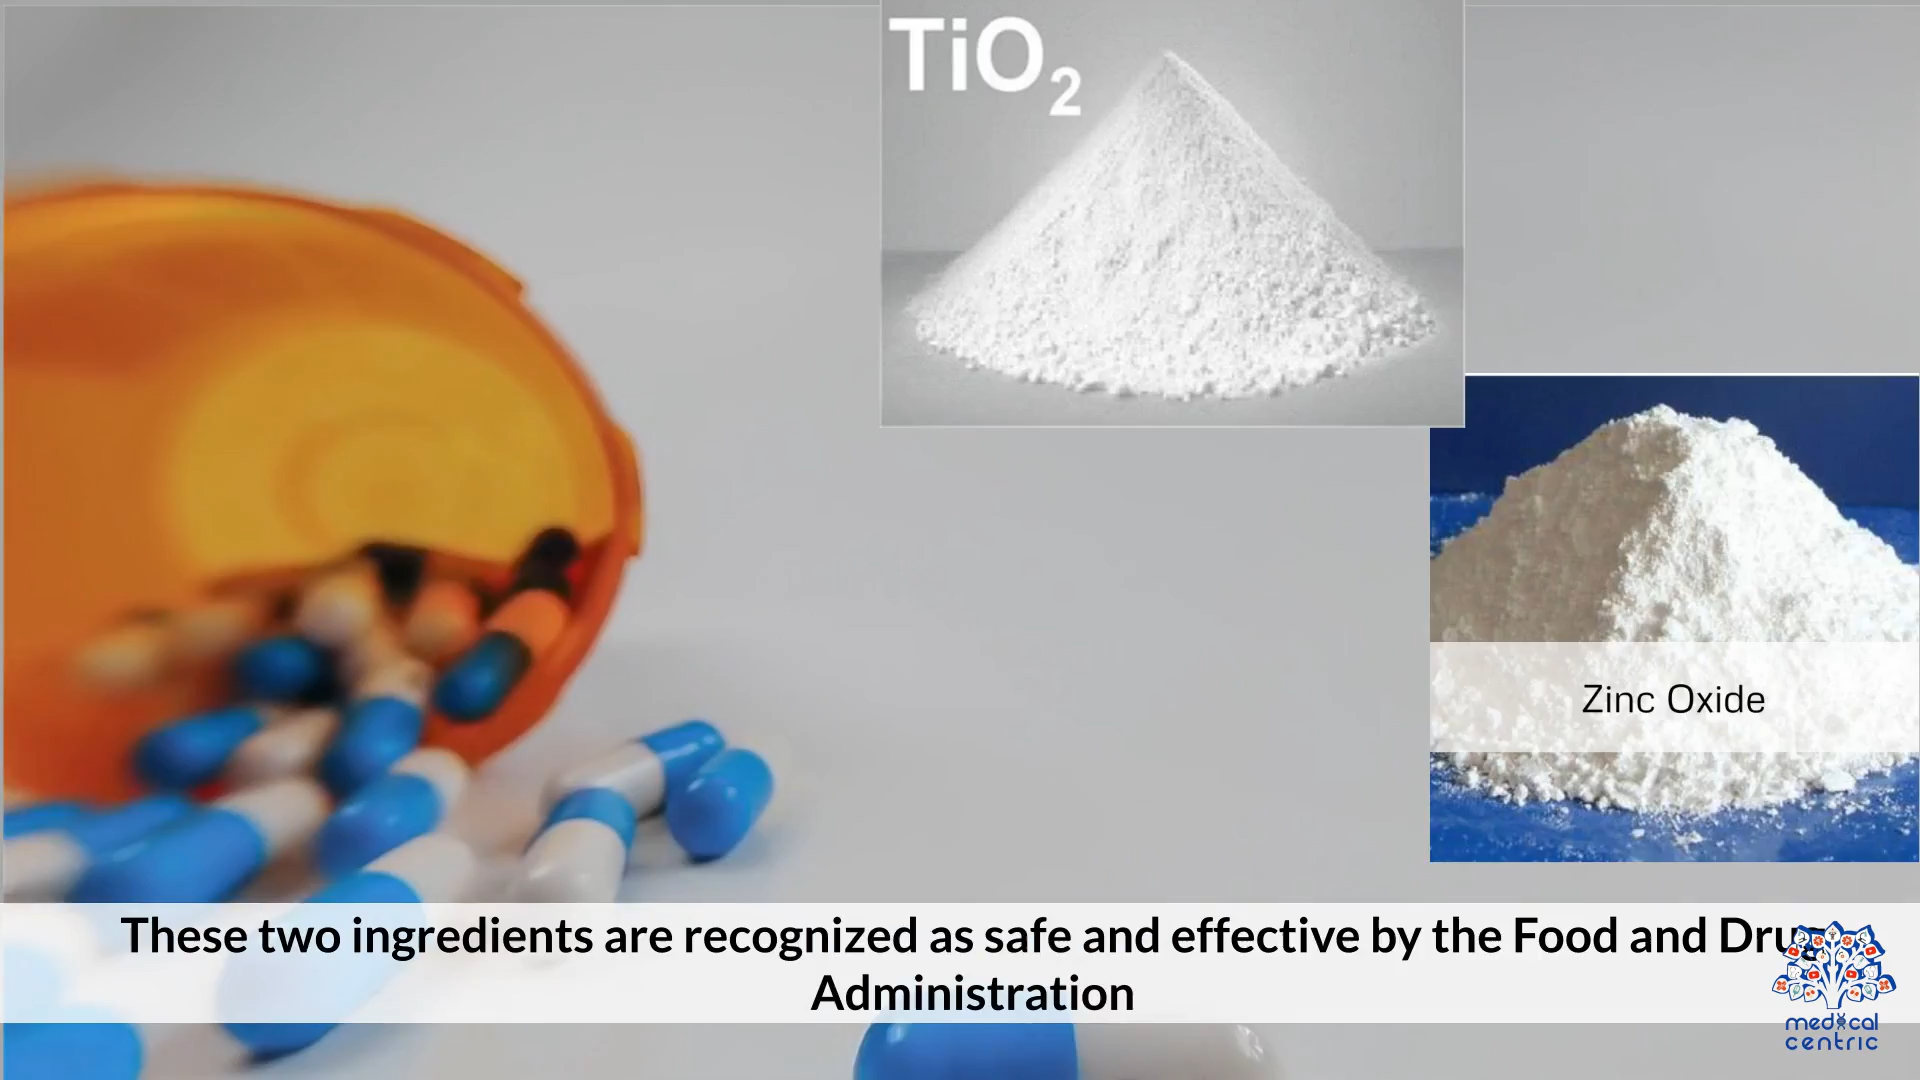 TiO2
Zinc Oxide
These two ingredients are recognized as safe and effective by the Food and Drug
Administration
medical
centric